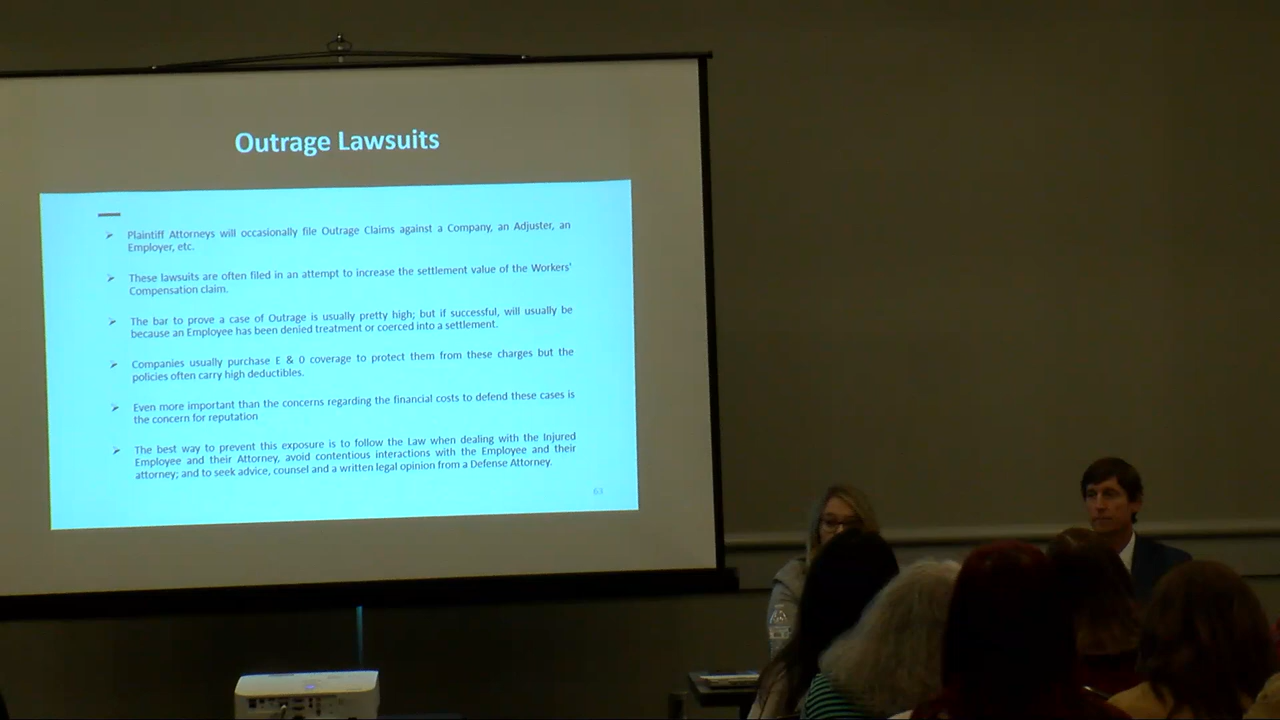 Outrage Lawsuits
➢ Plaintiff Attorneys will occasionally file Outrage Claims against a Company, an Adjuster, an
Employer, etc.
➢ These lawsuits are often filed in an attempt to increase the settlement value of the Workers'
Compensation claim.
➢ The bar to prove a case of Outrage is usually pretty high; but if successful, will usually be
because an Employee has been denied treatment or coerced into a settlement.
➢ Companies usually purchase E & O coverage to protect them from these charges but the
policies often carry high deductibles.
➢ Even more important than the concerns regarding the financial costs to defend these cases is
the concern for reputation
➢ The best way to prevent this exposure is to follow the Law when dealing with the Injured
Employee and their Attorney, avoid contentious interactions with the Employee and their
attorney; and to seek advice, counsel and a written legal opinion from a Defense Attorney.
63